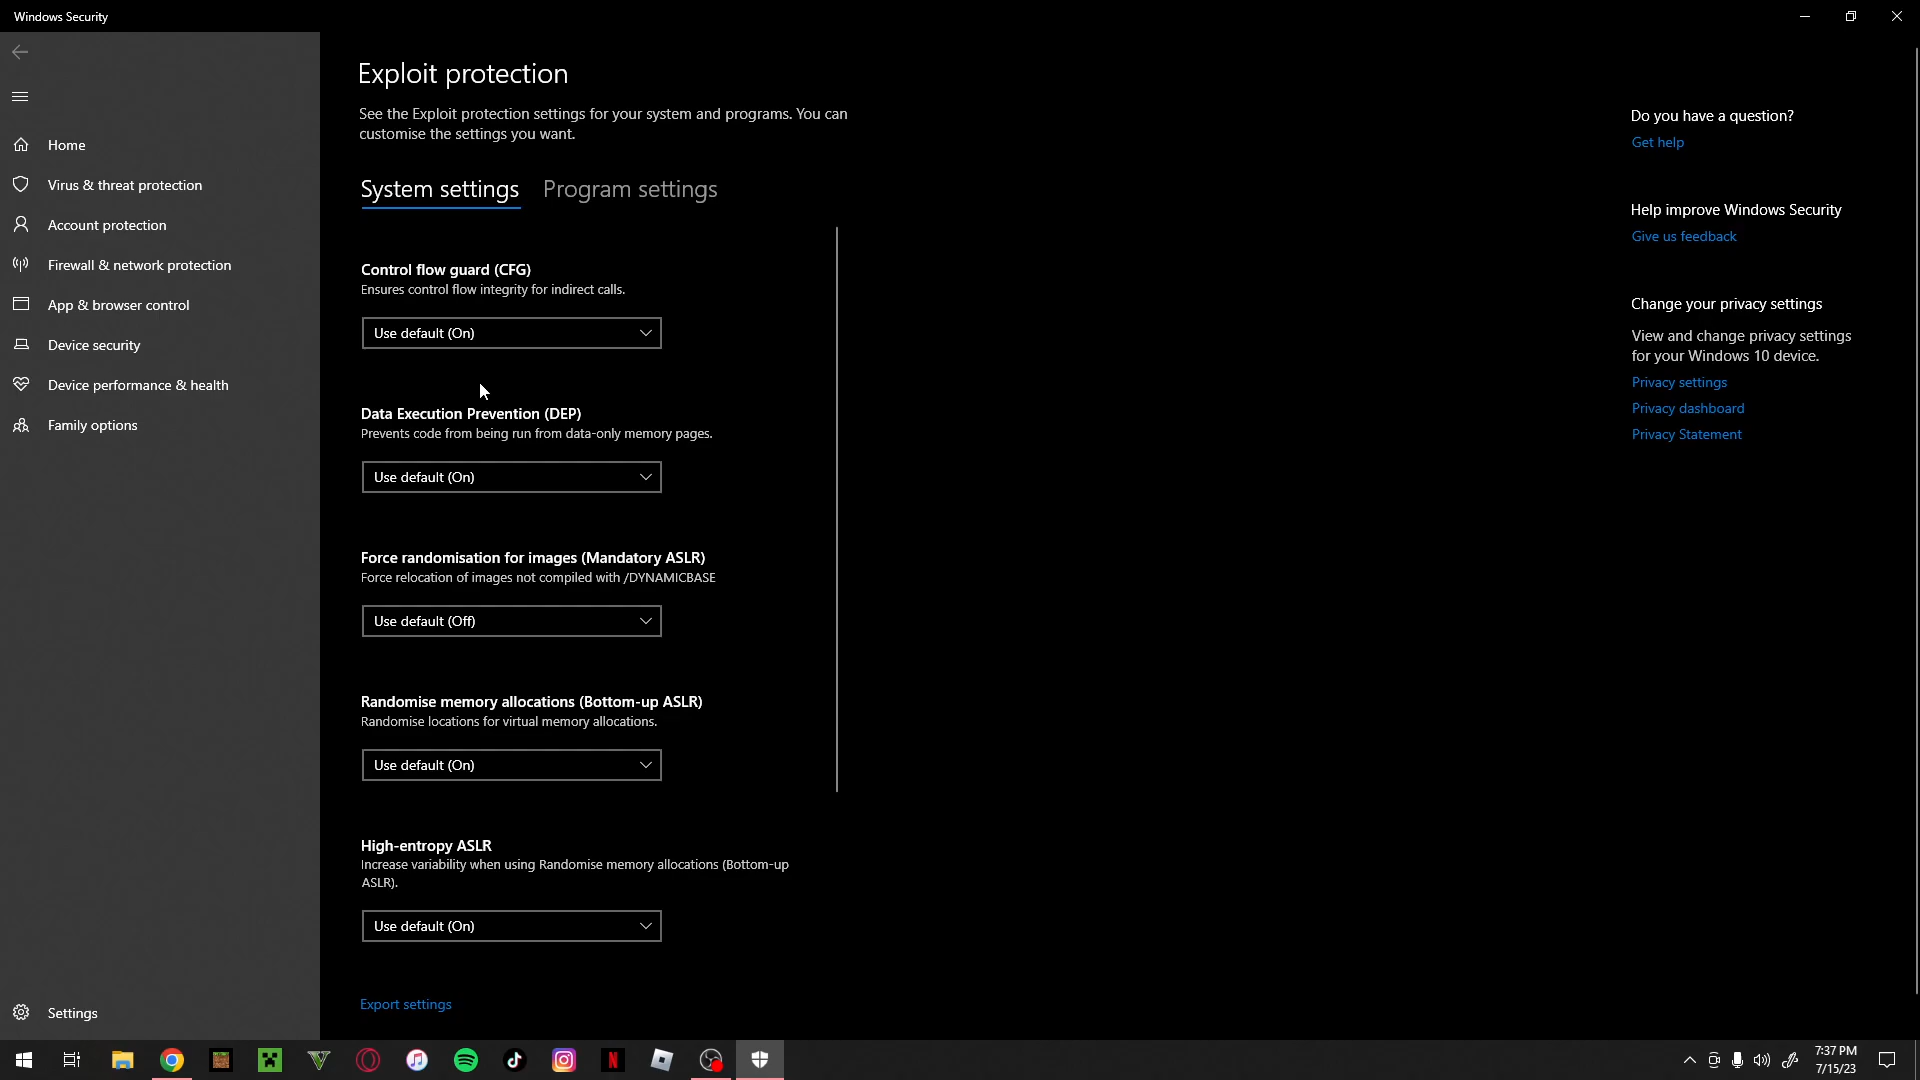 Windows Security
Home
Virus & threat protection
Account protection
Firewall & network protection
App & browser control
Device security
Device performance & health
Family options
Settings
Exploit protection
See the Exploit protection settings for your system and programs. You can
customise the settings you want.
System settings
Program settings
Control flow guard (CFG)
Ensures control flow integrity for indirect calls.
Use default (On)
Data Execution Prevention (DEP)
Prevents code from being run from data-only memory pages.
Use default (On)
Force randomisation for images (Mandatory ASLR)
Force relocation of images not compiled with /DYNAMICBASE
Use default (Off)
Randomise memory allocations (Bottom-up ASLR)
Randomise locations for virtual memory allocations.
Use default (On)
High-entropy ASLR
Increase variability when using Randomise memory allocations (Bottom-up
ASLR).
Use default (On)
Export settings
Do you have a question?
Get help
Help improve Windows Security
Give us feedback
Change your privacy settings
View and change privacy settings
for your Windows 10 device.
Privacy settings
Privacy dashboard
Privacy Statement
7:37 PM
7/15/23